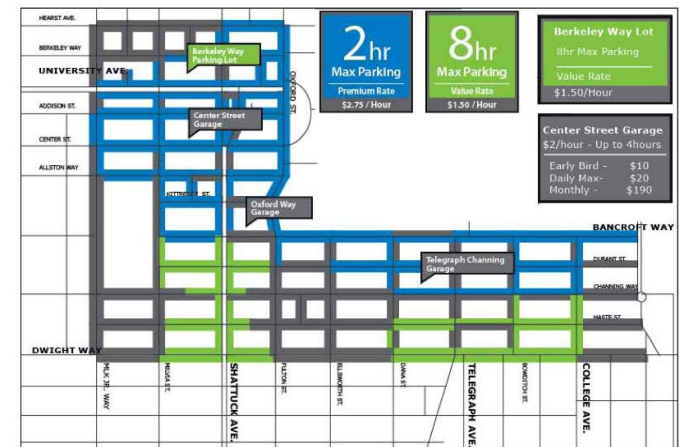 HEARST AVE.
BERKELEY WAY
UNIVERSITY AVE.
ADDISON ST.
CENTER ST.
ALLSTON WAY
KITTREDGE ST.
OXFORD ST.
Berkeley Way
Parking Lot
Center Street
Garage
Oxford Way
Garage
Telegraph Channing
Garage
2hr
Max Parking
Premium Rate
$2.75 / Hour
8hr
Max Parking
Value Rate
$1.50 / Hour
Berkeley Way Lot
8hr Max Parking
Value Rate
$1.50/Hour
Center Street Garage
$2/hour - Up to 4hours
Early Bird - $10
Daily Max- $20
Monthly - $190
BANCROFT WAY
DURANT ST.
CHANNING WAY
HASTE ST.
DWIGHT WAY
MLK JR. WAY
MILVIA ST.
SHATTUCK AVE.
FULTON ST.
ELLSWORTH ST.
DANA ST.
TELEGRAPH AVE.
BOWDITCH ST.
COLLEGE AVE.